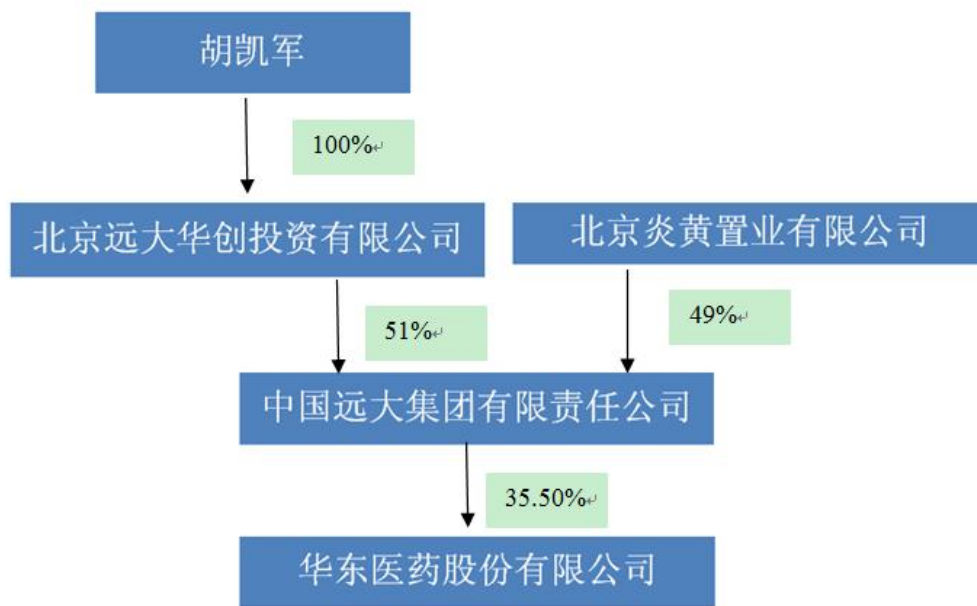 胡凯军
100%↵
北京远大华创投资有限公司
北京炎黄置业有限公司
51%↵
49%↵
中国远大集团有限责任公司
35.50%↵
华东医药股份有限公司